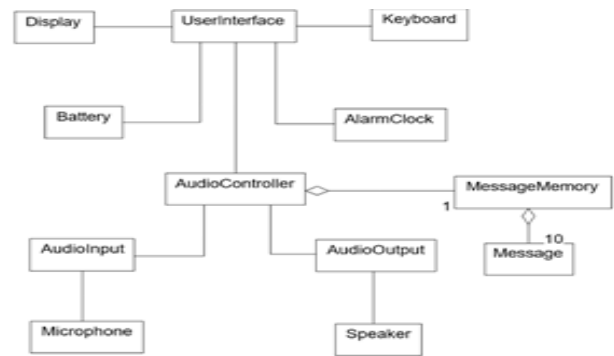 Display
UserInterface
Keyboard
Battery
AlarmClock
AudioController
MessageMemory
1
AudioInput
AudioOutput
10
Message
Microphone
Speaker